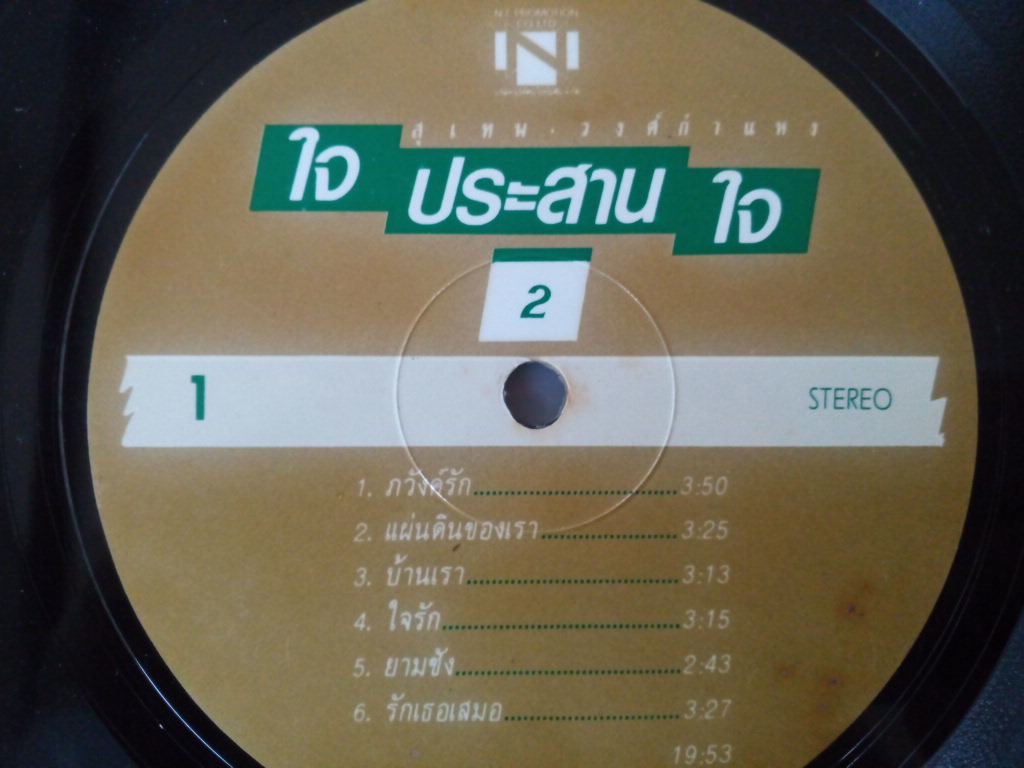 N.T. PROMOTION
CO.LTD.
N
สุเทพ · วงศ์กำแหง
ใจ ประสาน ใจ
2
1 STEREO
1. ภวังค์รัก 3:50
2. แผ่นดินของเรา 3:25
3. บ้านเรา 3:13
4. ใจรัก 3:15
5. ยามชัง 2:43
6. รักเธอเสมอ 3:27
19:53